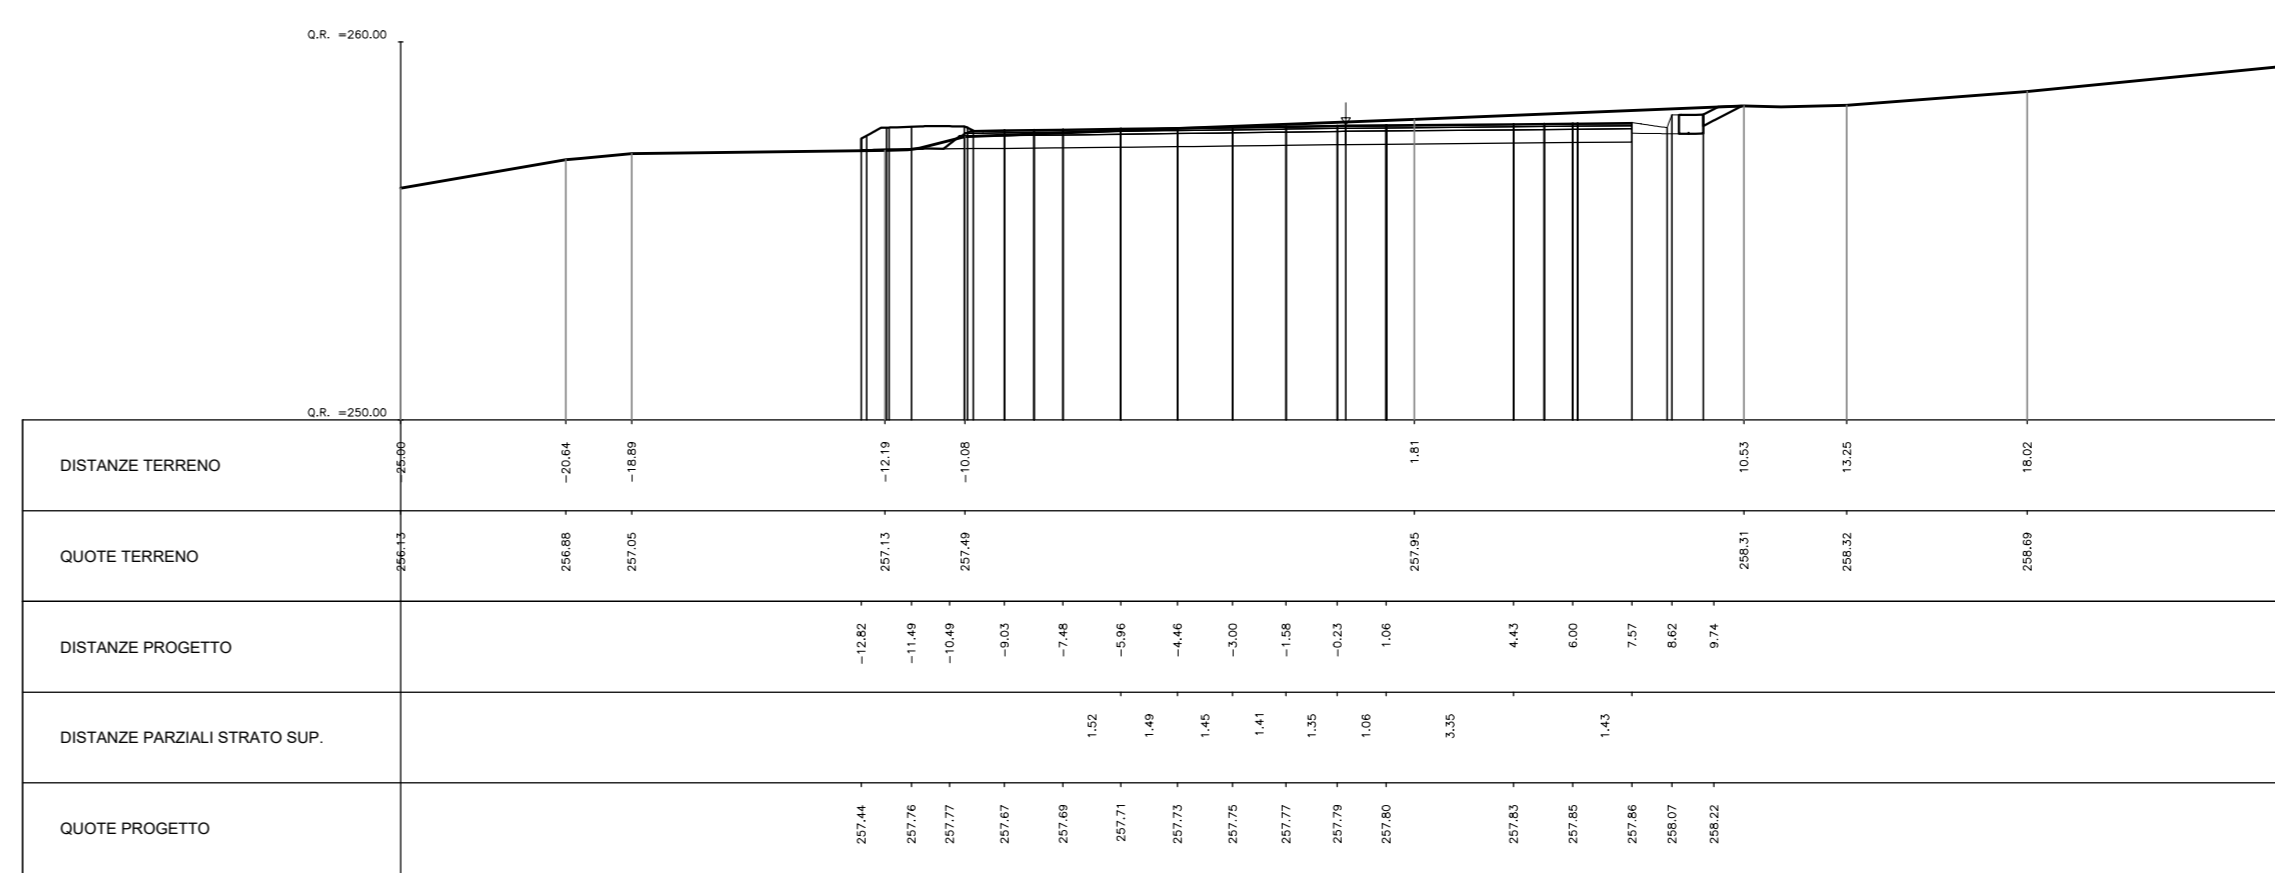 Q.R. =260.00
Q.R. =250.00
DISTANZE TERRENO
-25.00 -20.64 -18.89 -12.19 -10.08 1.81 10.53 13.25 18.02
QUOTE TERRENO
256.13 256.88 257.05 257.13 257.49 257.95 258.31 258.32 258.69
DISTANZE PROGETTO
-12.82 -11.49 -10.49 -9.03 -7.48 -5.96 -4.46 -3.00 -1.58 -0.23 1.06 4.43 6.00 7.57 8.62 9.74
DISTANZE PARZIALI STRATO SUP.
1.52 1.49 1.45 1.41 1.35 1.06 3.35 1.43
QUOTE PROGETTO
257.44 257.76 257.77 257.67 257.69 257.71 257.73 257.75 257.77 257.79 257.80 257.83 257.85 257.86 258.07 258.22